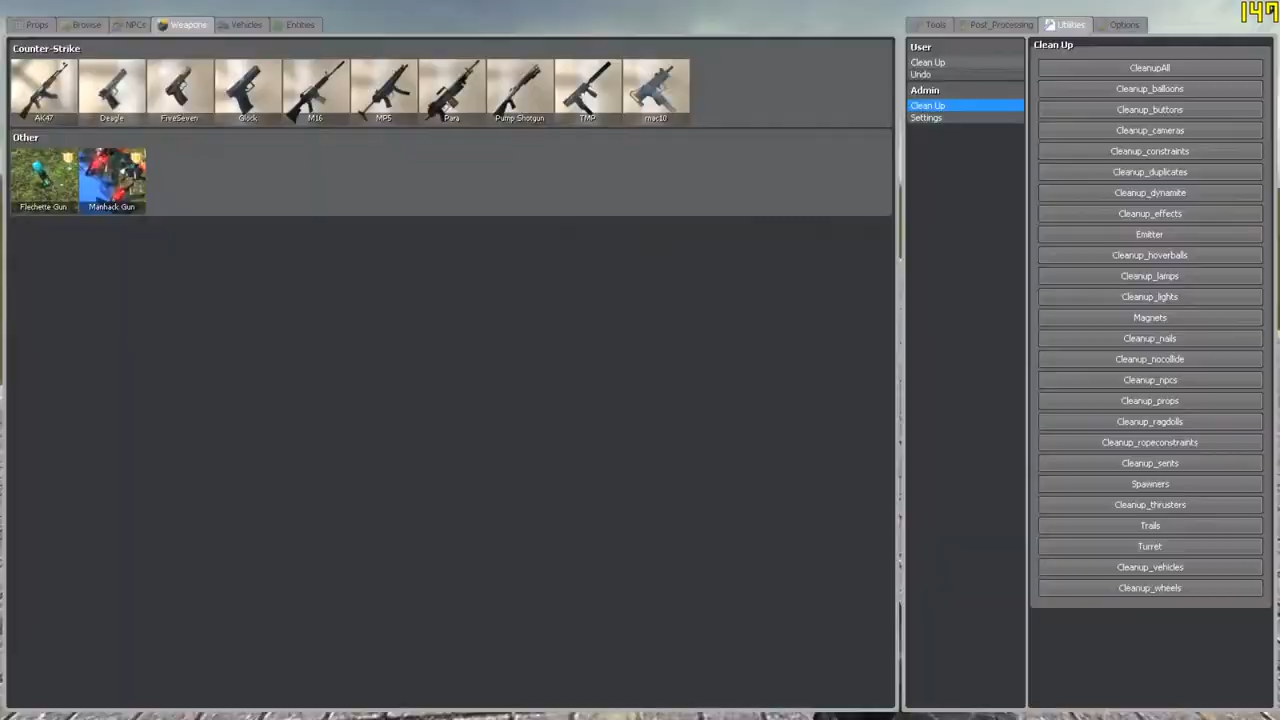 Props Browse NPCs Weapons Vehicles Entities
Counter-Strike
AK47 Deagle FiveSeven Glock M16 MP5 Para Pump Shotgun TMP mac10
Other
Flechette Gun Manhack Gun
Tools Post_Processing Utilities Options
149
User
Clean Up
Undo
Admin
Clean Up
Settings
Clean Up
CleanupAll
Cleanup_balloons
Cleanup_buttons
Cleanup_cameras
Cleanup_constraints
Cleanup_duplicates
Cleanup_dynamite
Cleanup_effects
Emitter
Cleanup_hoverballs
Cleanup_lamps
Cleanup_lights
Magnets
Cleanup_nails
Cleanup_nocollide
Cleanup_npcs
Cleanup_props
Cleanup_ragdolls
Cleanup_ropeconstraints
Cleanup_sents
Spawners
Cleanup_thrusters
Trails
Turret
Cleanup_vehicles
Cleanup_wheels